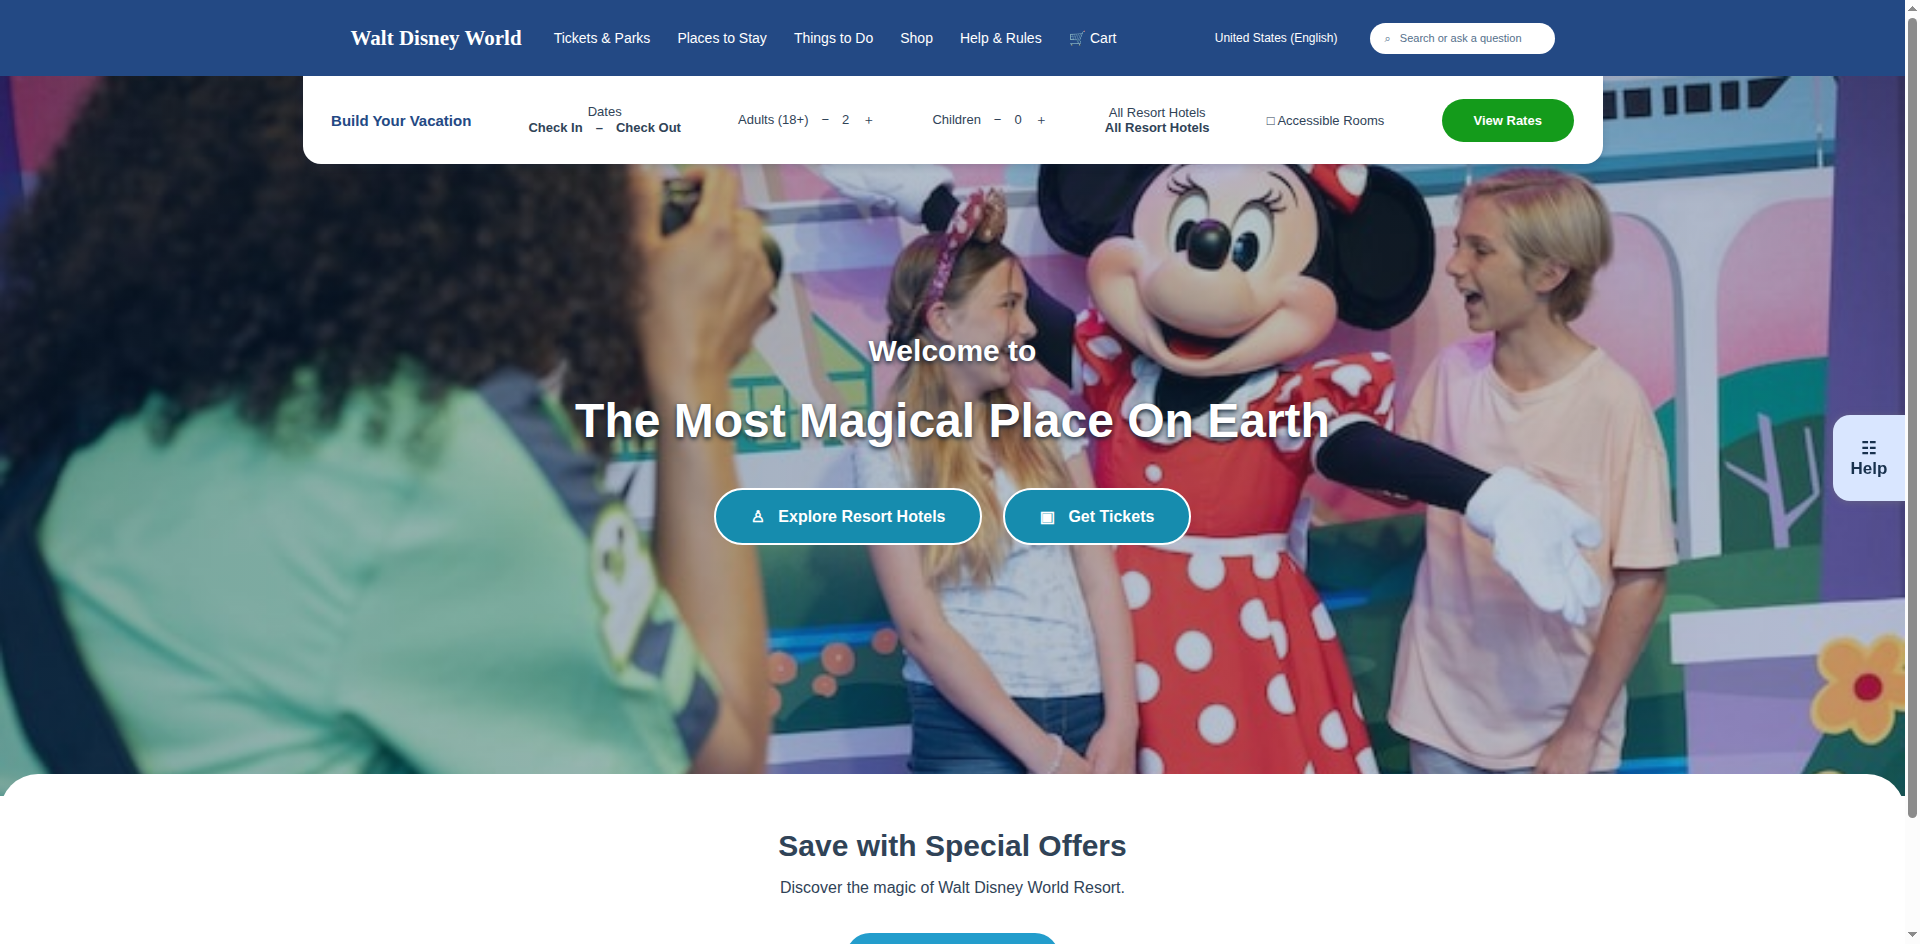 Walt Disney World Tickets & Parks Places to Stay Things to Do Shop Help & Rules Cart United States (English) Search or ask a question
Build Your Vacation
Dates
Check In – Check Out
Adults (18+) − 2 +
Children − 0 +
All Resort Hotels
All Resort Hotels
Accessible Rooms
View Rates
Welcome to
The Most Magical Place On Earth
Explore Resort Hotels
Get Tickets
Help
Save with Special Offers
Discover the magic of Walt Disney World Resort.